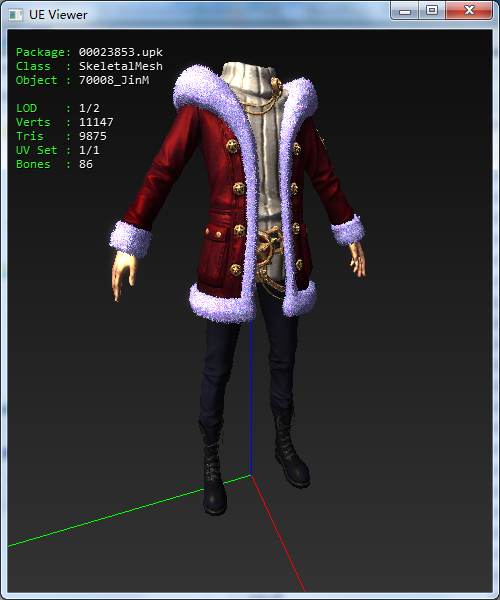 UE Viewer
Package: 00023853.upk
Class : SkeletalMesh
Object : 70008_JinM
LOD : 1/2
Verts : 11147
Tris : 9875
UV Set : 1/1
Bones : 86